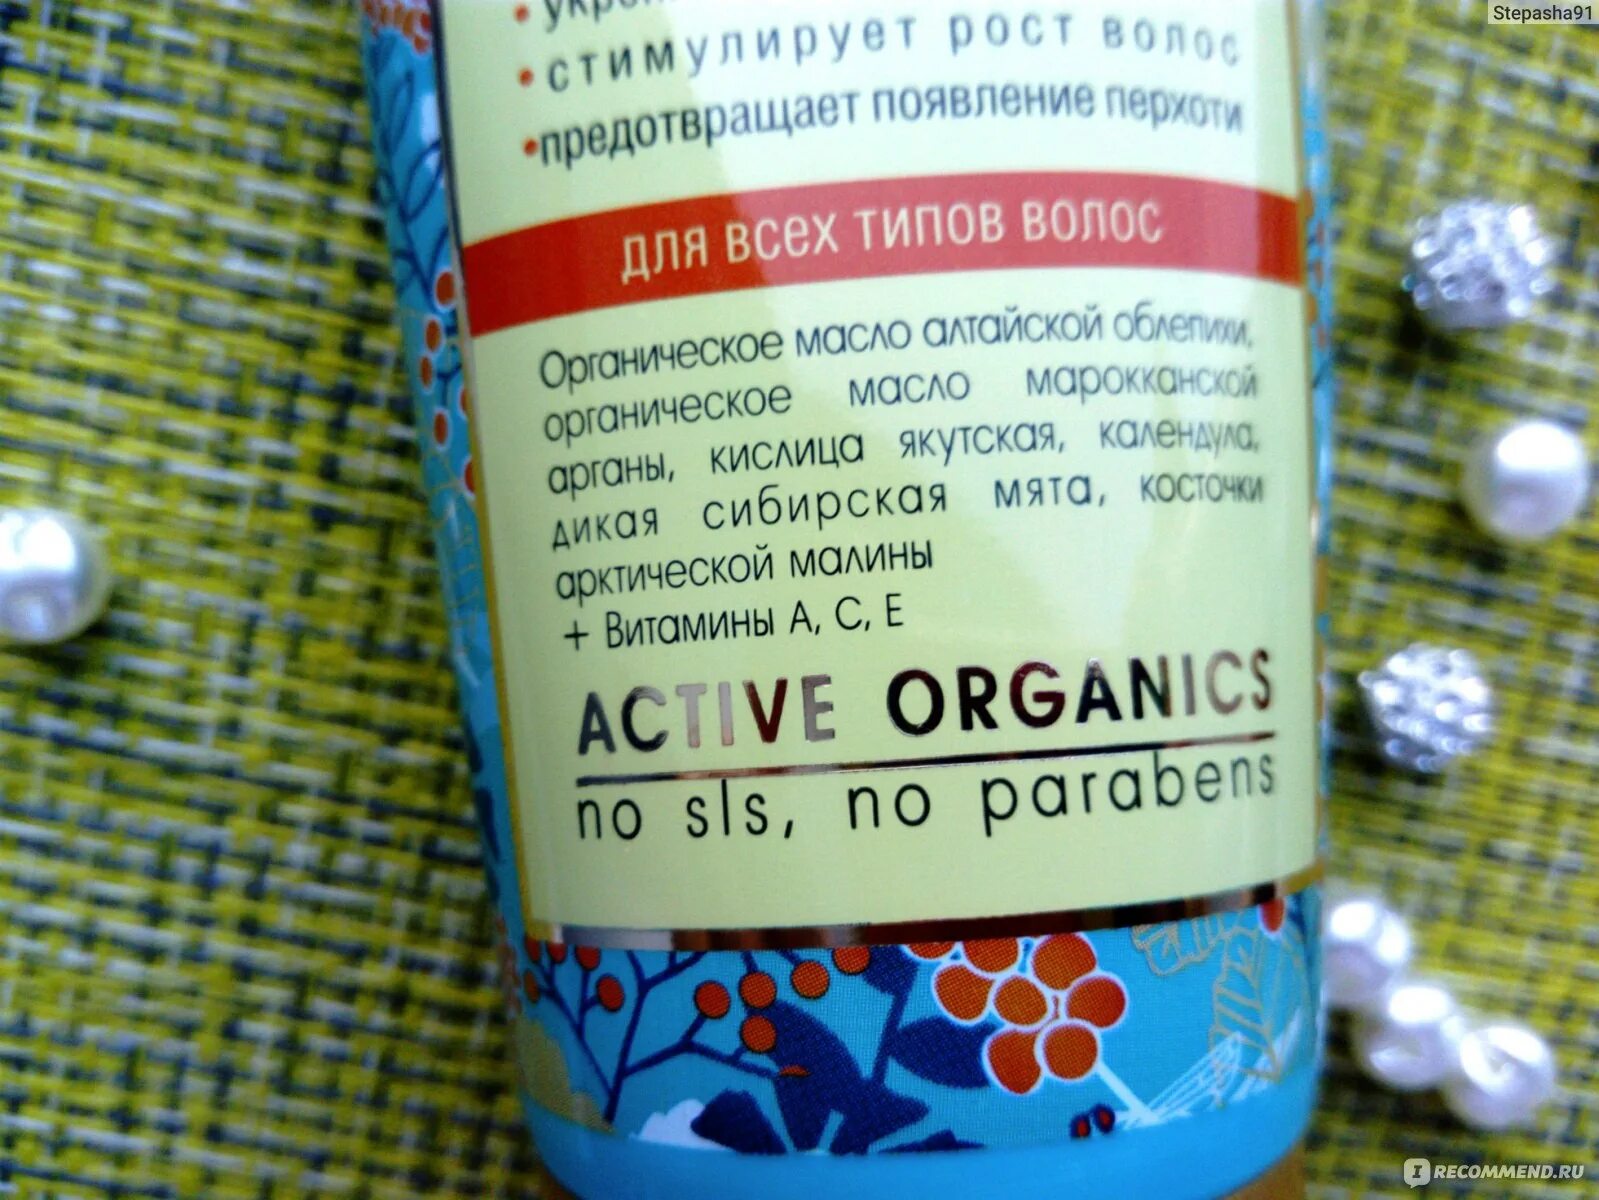 Stepasha91
• стимулирует рост волос
•предотвращает появление перхоти
ДЛЯ ВСЕХ ТИПОВ ВОЛОС
Органическое масло алтайской облепихи,
органическое масло марокканской
арганы, кислица якутская, календула,
дикая сибирская мята, косточки
арктической малины
+ Витамины А, С, Е
ACTIVE ORGANICS
no sls, no parabens
IRECOMMEND.RU